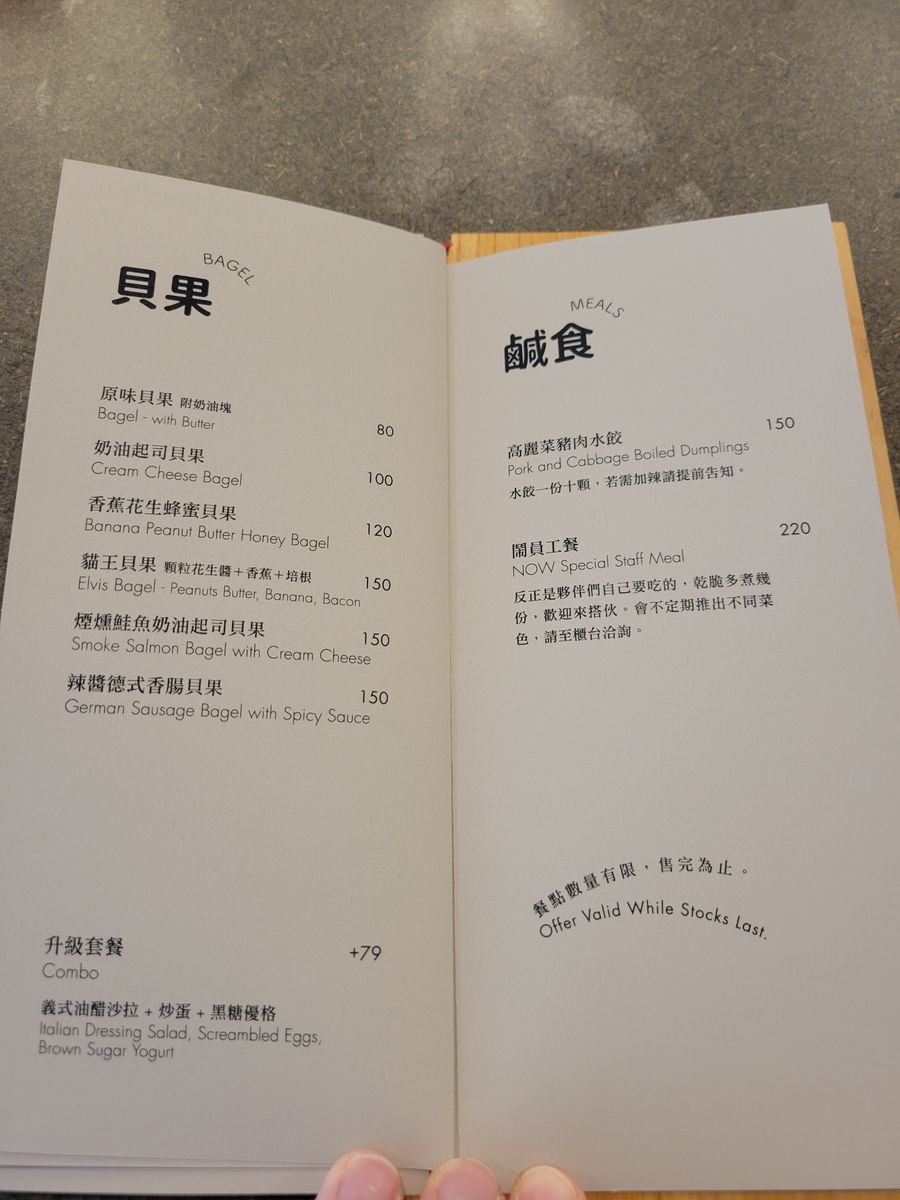 BAGEL
貝果
原味貝果 附奶油塊
Bagel - with Butter
80
奶油起司貝果
Cream Cheese Bagel
100
香蕉花生蜂蜜貝果
Banana Peanut Butter Honey Bagel
120
貓王貝果 顆粒花生醬+香蕉+培根
Elvis Bagel - Peanuts Butter, Banana, Bacon
150
煙燻鮭魚奶油起司貝果
Smoke Salmon Bagel with Cream Cheese
150
辣醬德式香腸貝果
German Sausage Bagel with Spicy Sauce
150
升級套餐
Combo
+79
義式油醋沙拉 + 炒蛋 + 黑糖優格
Italian Dressing Salad, Screambled Eggs,
Brown Sugar Yogurt
MEALS
鹹食
高麗菜豬肉水餃
Pork and Cabbage Boiled Dumplings
150
水餃一份十顆,若需加辣請提前告知。
鬧員工餐
NOW Special Staff Meal
220
反正是夥伴們自己要吃的,乾脆多煮幾
份,歡迎來搭伙。會不定期推出不同菜
色,請至櫃台洽詢。
餐點數量有限,售完為止。
Offer Valid While Stocks Last.